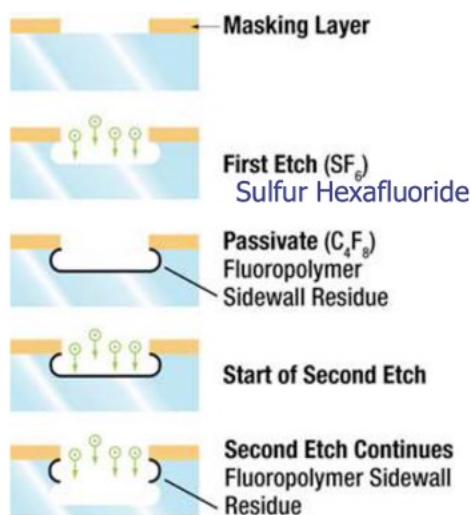 Masking Layer
First Etch (SF₆)
Sulfur Hexafluoride
Passivate (C₄F₈)
Fluoropolymer
Sidewall Residue
Start of Second Etch
Second Etch Continues
Fluoropolymer Sidewall
Residue